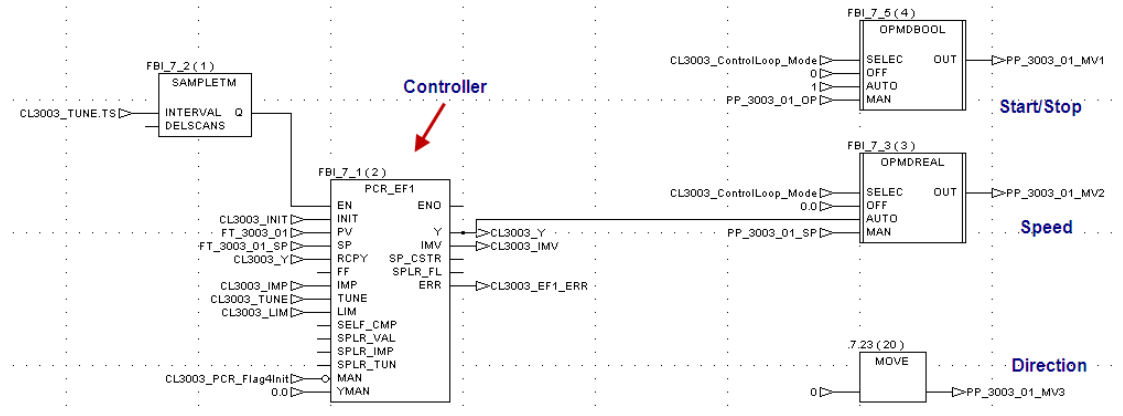 FBI_7_5(4)
OPMDBOOL
CL3003_ControlLoop_Mode SELEC OUT PP_3003_01_MV1
0 OFF
1 AUTO
PP_3003_01_OP MAN
Start/Stop
FBI_7_2(1)
SAMPLETM
CL3003_TUNE.TS INTERVAL Q
DELSCANS
Controller
FBI_7_3(3)
OPMDREAL
CL3003_ControlLoop_Mode SELEC OUT PP_3003_01_MV2
0.0 OFF
AUTO
PP_3003_01_SP MAN
Speed
FBI_7_1(2)
PCR_EF1
EN ENO
CL3003_INIT INIT
FT_3003_01 PV Y CL3003_Y
FT_3003_01_SP SP IMV CL3003_IMV
CL3003_Y RCPY SP_CSTR
FF SPLR_FL
CL3003_IMP IMP ERR CL3003_EF1_ERR
CL3003_TUNE TUNE
CL3003_LIM LIM
SELF_CMP
SPLR_VAL
SPLR_IMP
SPLR_TUN
CL3003_PCR_Flag4Init MAN
0.0 YMAN
.7.23(20)
MOVE
0 PP_3003_01_MV3
Direction